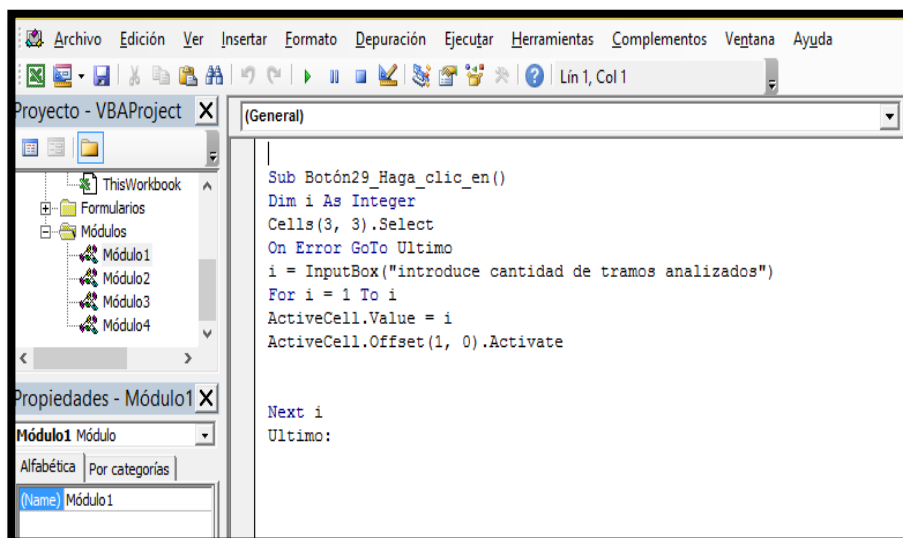 Archivo Edición Ver Insertar Formato Depuración Ejecutar Herramientas Complementos Ventana Ayuda
Lín 1, Col 1
Proyecto - VBAProject
ThisWorkbook
Formularios
Módulos
Módulo1
Módulo2
Módulo3
Módulo4
Propiedades - Módulo1
Módulo1 Módulo
Alfabética Por categorías
(Name) Módulo1
(General)
Sub Botón29_Haga_clic_en()
Dim i As Integer
Cells(3, 3).Select
On Error GoTo Ultimo
i = InputBox("introduce cantidad de tramos analizados")
For i = 1 To i
ActiveCell.Value = i
ActiveCell.Offset(1, 0).Activate
Next i
Ultimo: